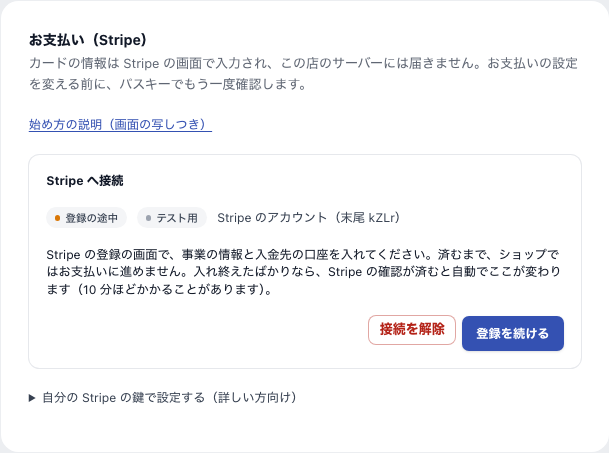 お支払い（Stripe）
カードの情報は Stripe の画面で入力され、この店のサーバーには届きません。お支払いの設定
を変える前に、パスキーでもう一度確認します。
始め方の説明（画面の写しつき）
Stripe へ接続
登録の途中 テスト用 Stripe のアカウント（末尾 kZLr）
Stripe の登録の画面で、事業の情報と入金先の口座を入れてください。済むまで、ショップで
はお支払いに進めません。入れ終えたばかりなら、Stripe の確認が済むと自動でここが変わり
ます（10 分ほどかかることがあります）。
接続を解除 登録を続ける
▶ 自分の Stripe の鍵で設定する（詳しい方向け）